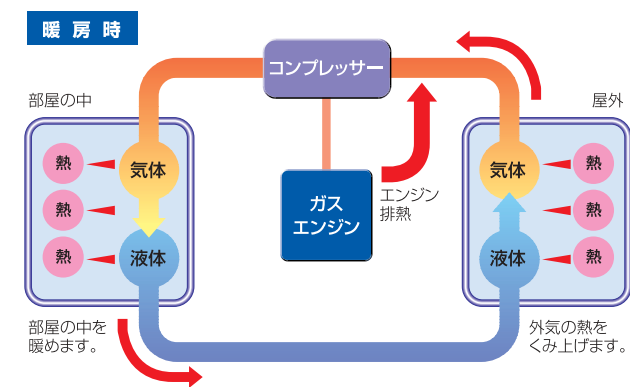 暖房時
コンプレッサー
部屋の中
屋外
熱
熱
熱
気体
液体
ガス
エンジン
エンジン
排熱
気体
液体
熱
熱
熱
部屋の中を
暖めます。
外気の熱を
くみ上げます。